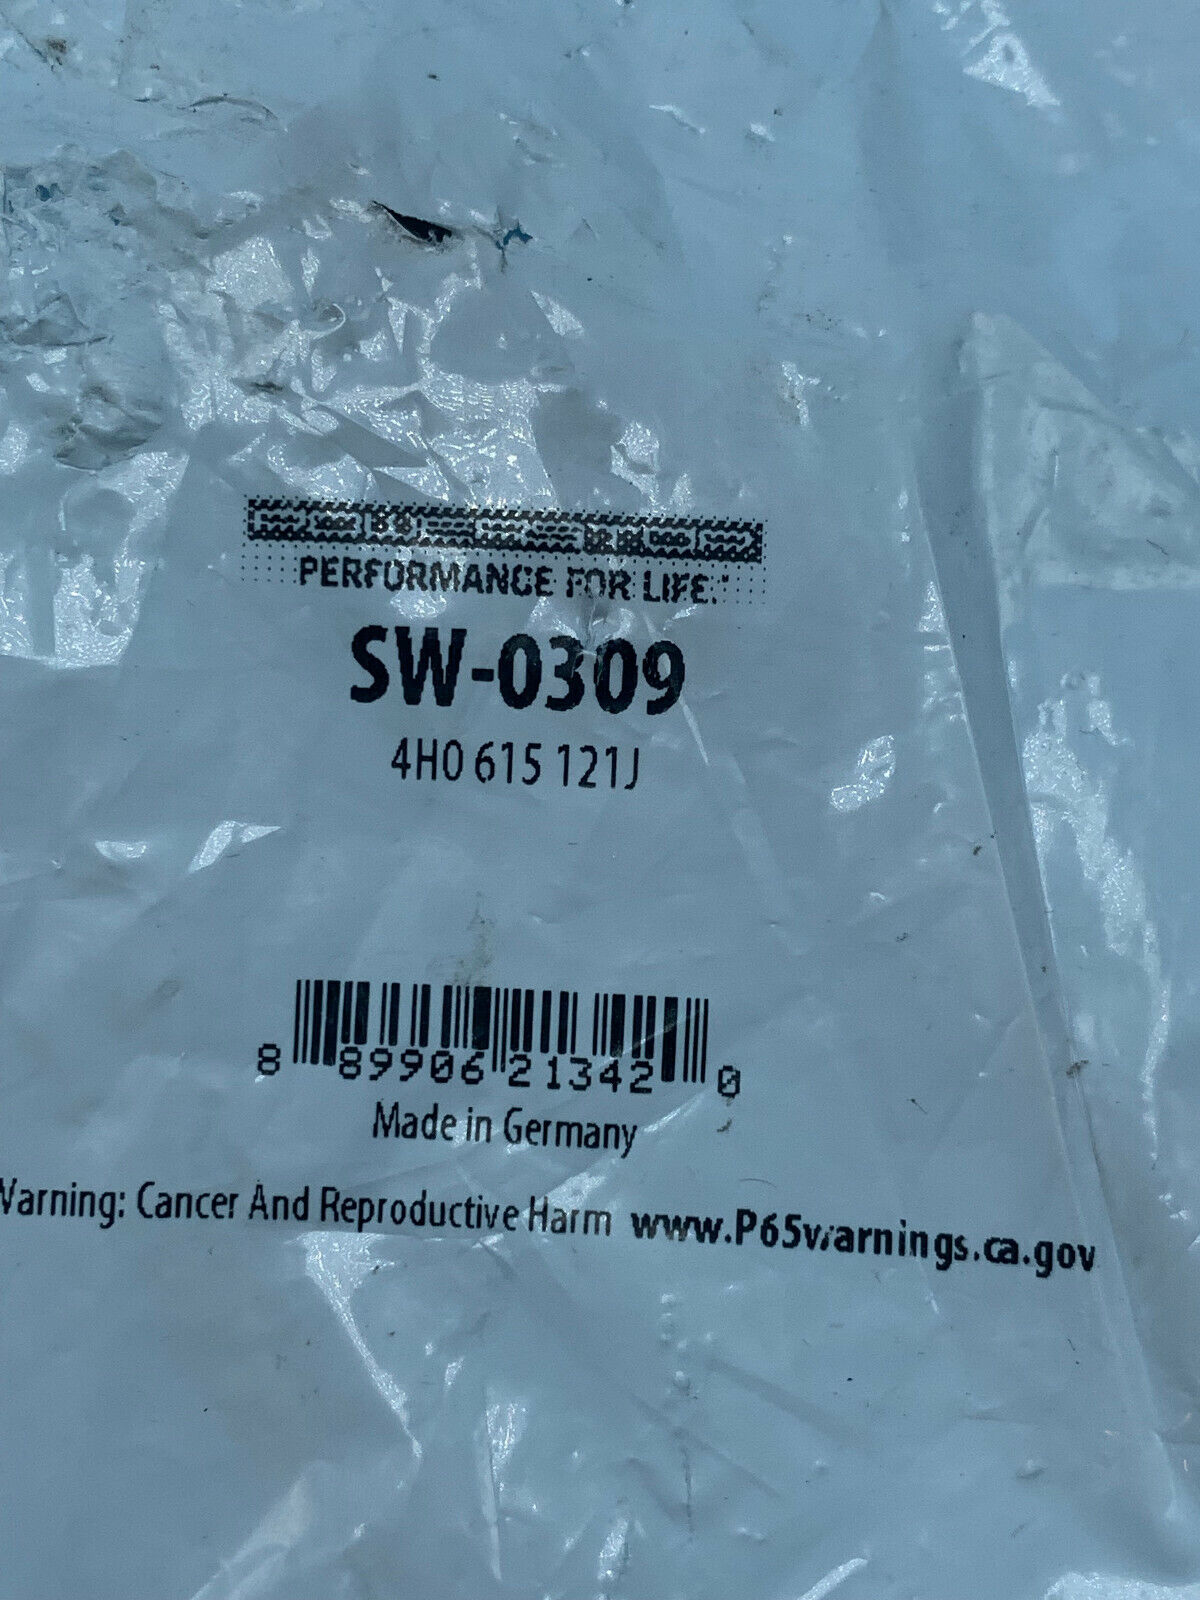 PERFORMANCE FOR LIFE.™
SW-0309
4H0 615 121J
8 89906 21342 0
Made in Germany
Warning: Cancer And Reproductive Harm www.P65warnings.ca.gov